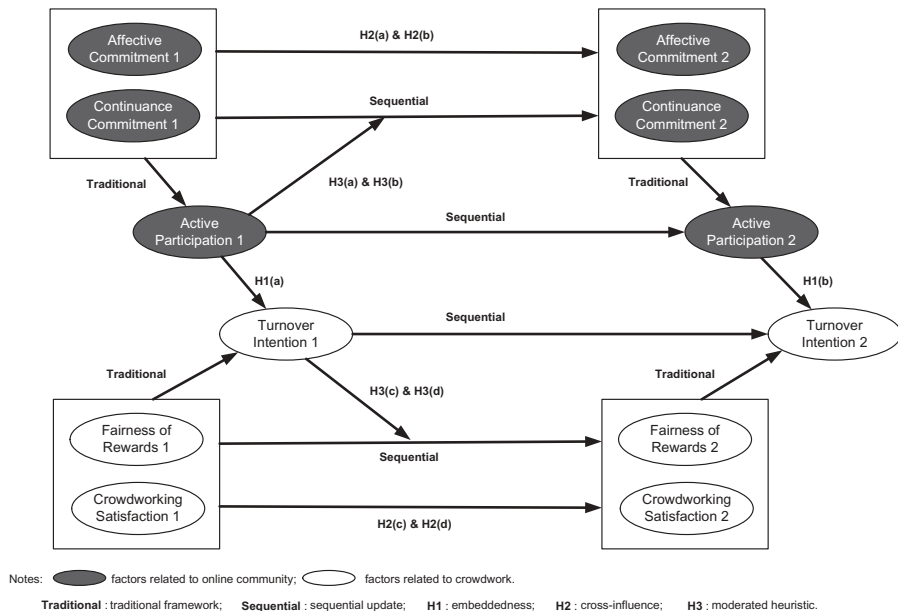 Affective
Commitment 1
H2(a) & H2(b)
Affective
Commitment 2
Continuance
Commitment 1
Sequential
Continuance
Commitment 2
Traditional
H3(a) & H3(b)
Traditional
Active
Participation 1
Sequential
Active
Participation 2
H1(a)
H1(b)
Turnover
Intention 1
Sequential
Turnover
Intention 2
Traditional
H3(c) & H3(d)
Traditional
Fairness of
Rewards 1
Sequential
Fairness of
Rewards 2
Crowdworking
Satisfaction 1
H2(c) & H2(d)
Crowdworking
Satisfaction 2
Notes: factors related to online community; factors related to crowdwork.
Traditional : traditional framework; Sequential : sequential update; H1 : embeddedness; H2 : cross-influence; H3 : moderated heuristic.